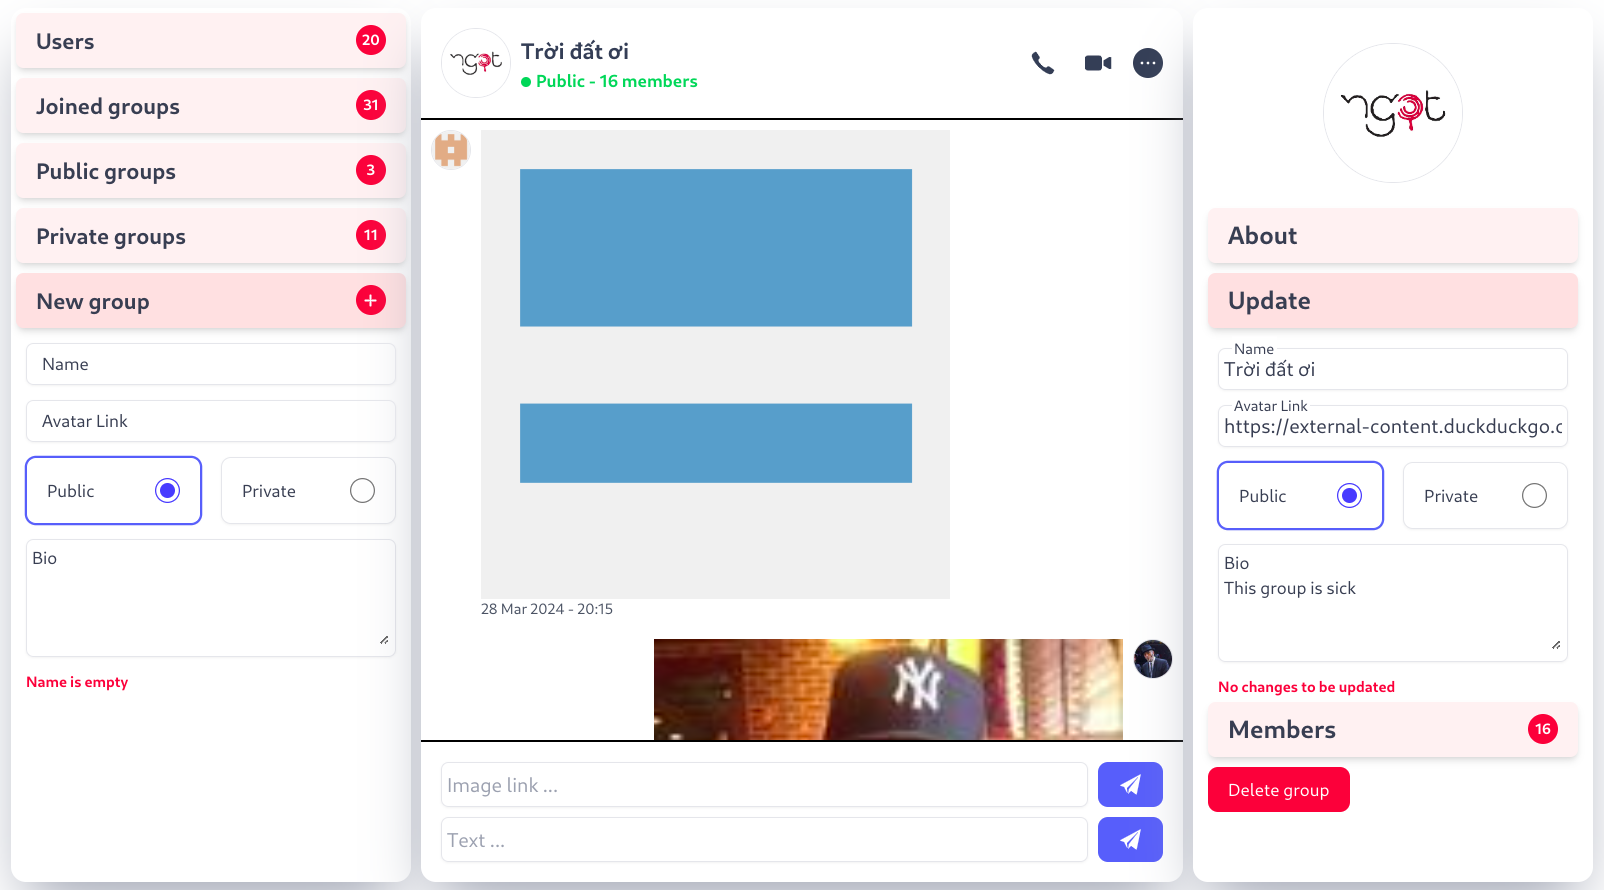 Users
20
Joined groups
31
Public groups
3
Private groups
11
New group
+
Name
Avatar Link
Public
Private
Bio
Name is empty
ngọt
Trời đất ơi
Public - 16 members
28 Mar 2024 - 20:15
NY
Image link ...
Text ...
ngọt
About
Update
Name
Trời đất ơi
Avatar Link
https://external-content.duckduckgo.c
Public
Private
Bio
This group is sick
No changes to be updated
Members
16
Delete group